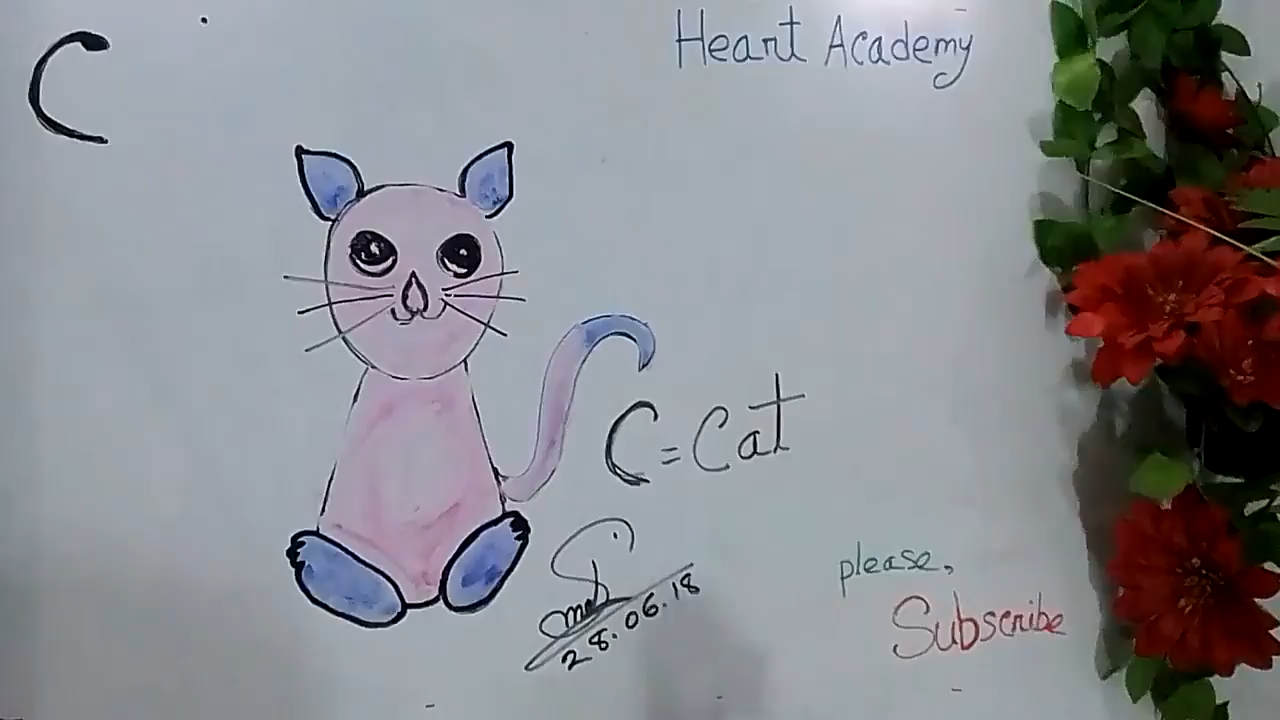 C
Heart Academy
C = Cat
28.06.18
please,
Subscribe